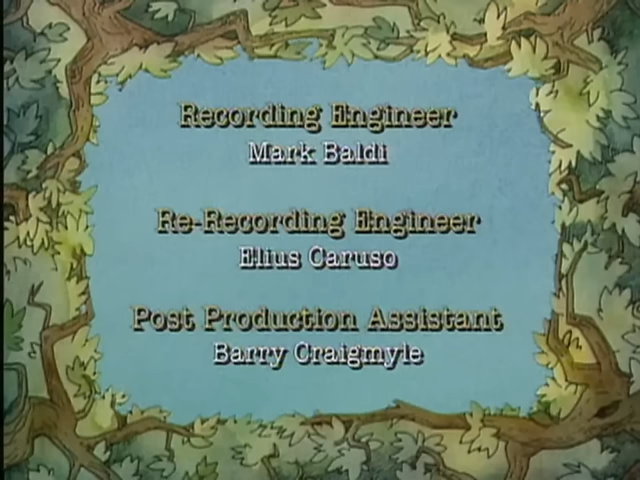 Recording Engineer
Mark Baldi
Re-Recording Engineer
Elius Caruso
Post Production Assistant
Barry Craigmyle